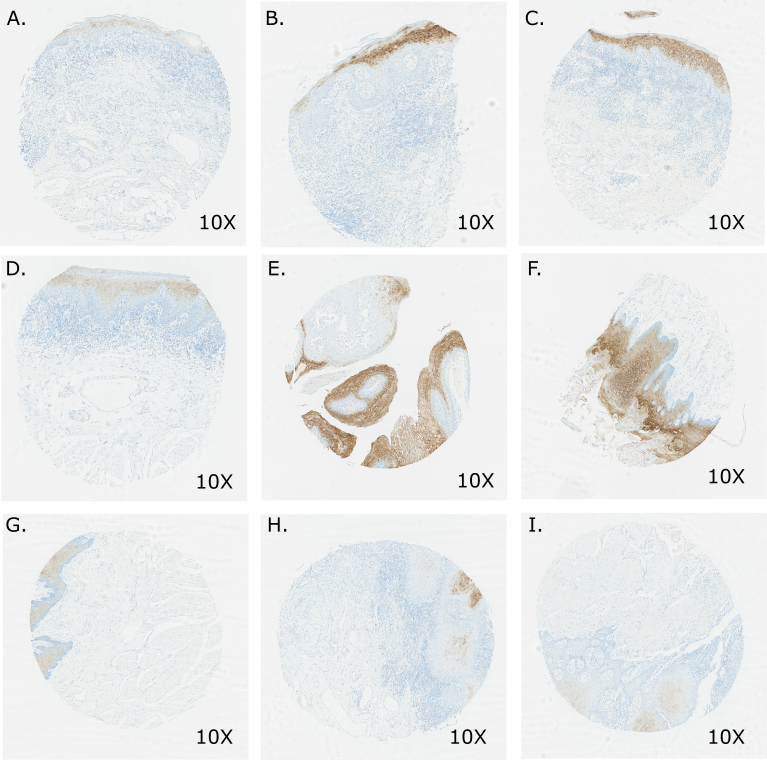 A. B. C.
10X 10X 10X
D. E. F.
10X 10X 10X
G. H. I.
10X 10X 10X